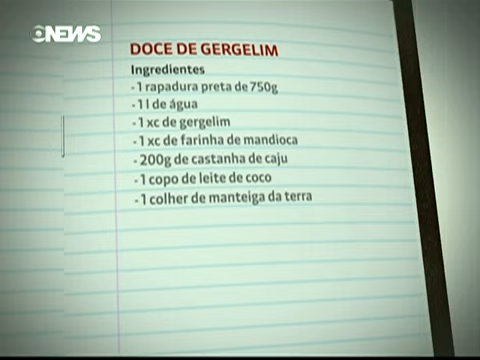 NEWS
DOCE DE GERGELIM
Ingredientes
- 1 rapadura preta de 750g
- 1 l de água
- 1 xc de gergelim
- 1 xc de farinha de mandioca
- 200g de castanha de caju
- 1 copo de leite de coco
- 1 colher de manteiga da terra